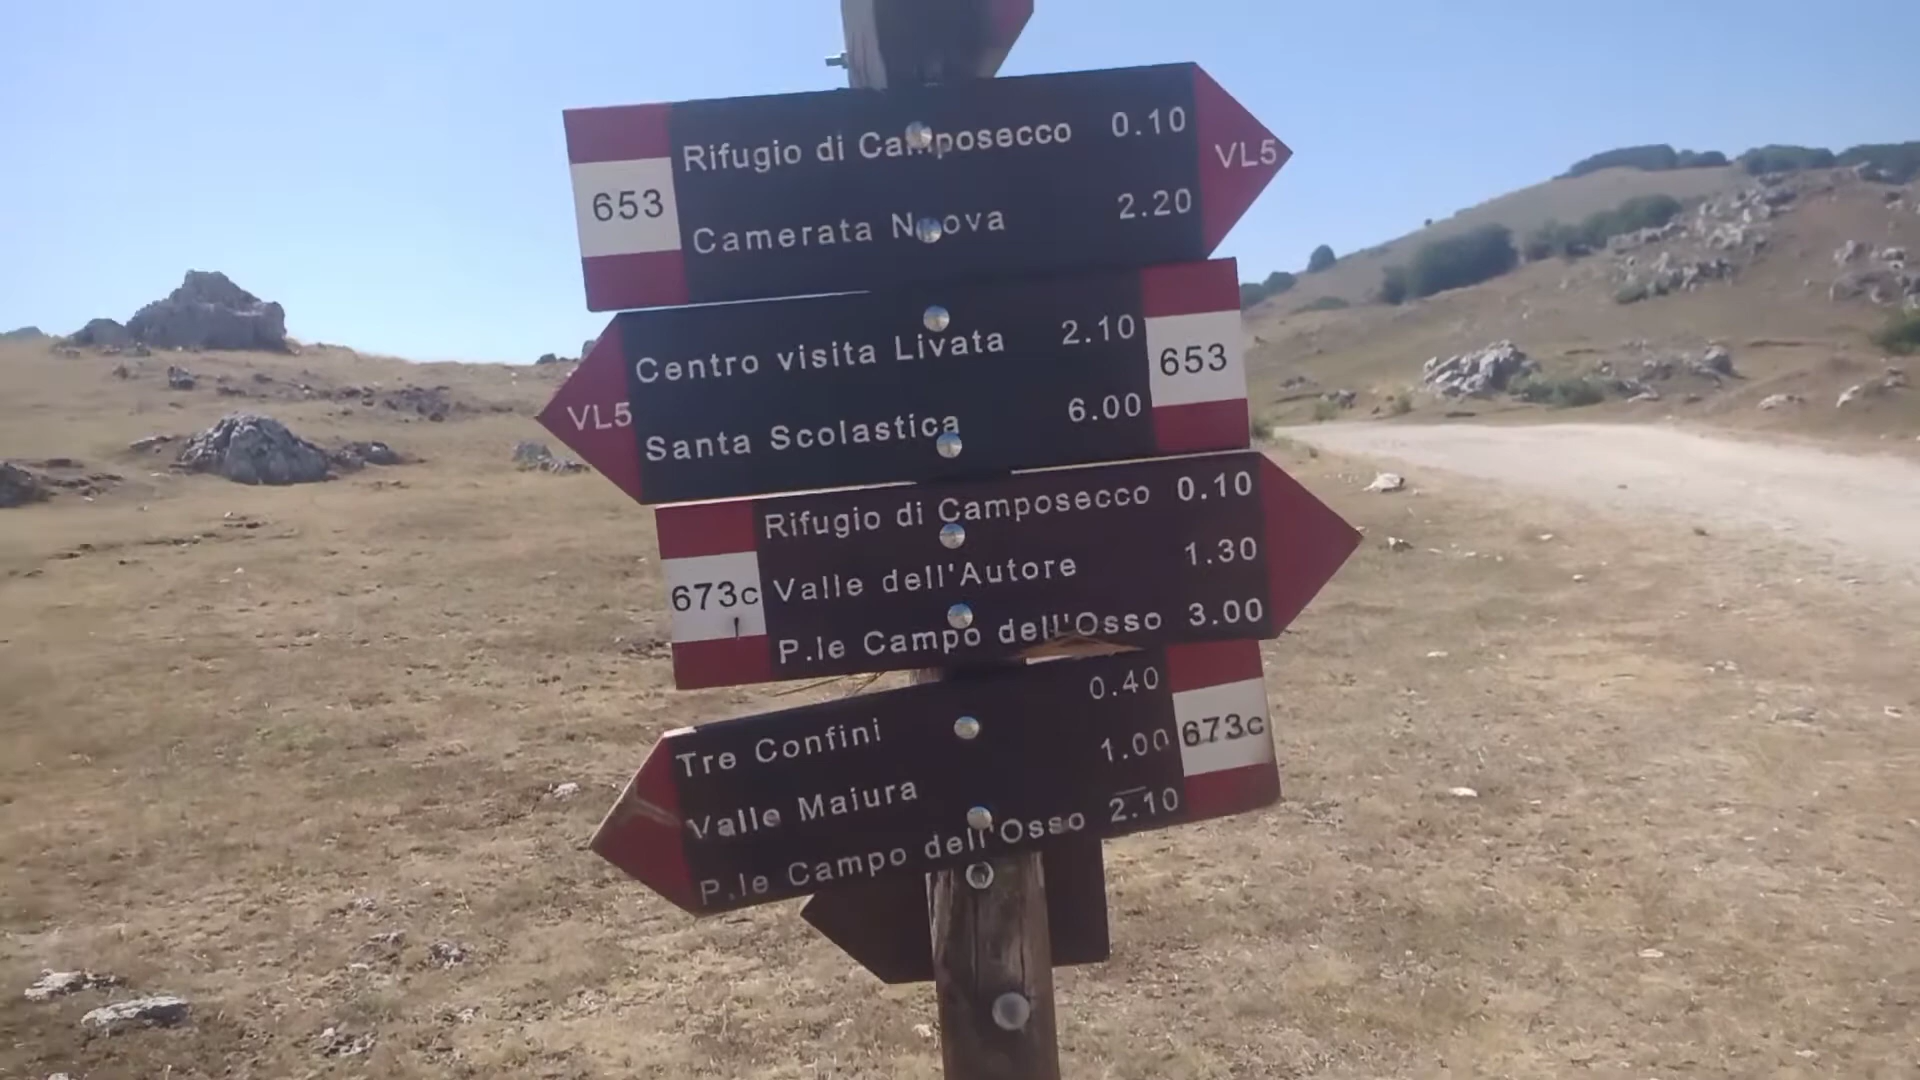 653 Rifugio di Camposecco 0.10 VL5
Camerata Nuova 2.20
Centro visita Livata 2.10 653
VL5 Santa Scolastica 6.00
Rifugio di Camposecco 0.10
673c Valle dell'Autore 1.30
P.le Campo dell'Osso 3.00
Tre Confini 0.40 673c
Valle Maiura 1.00
P.le Campo dell'Osso 2.10